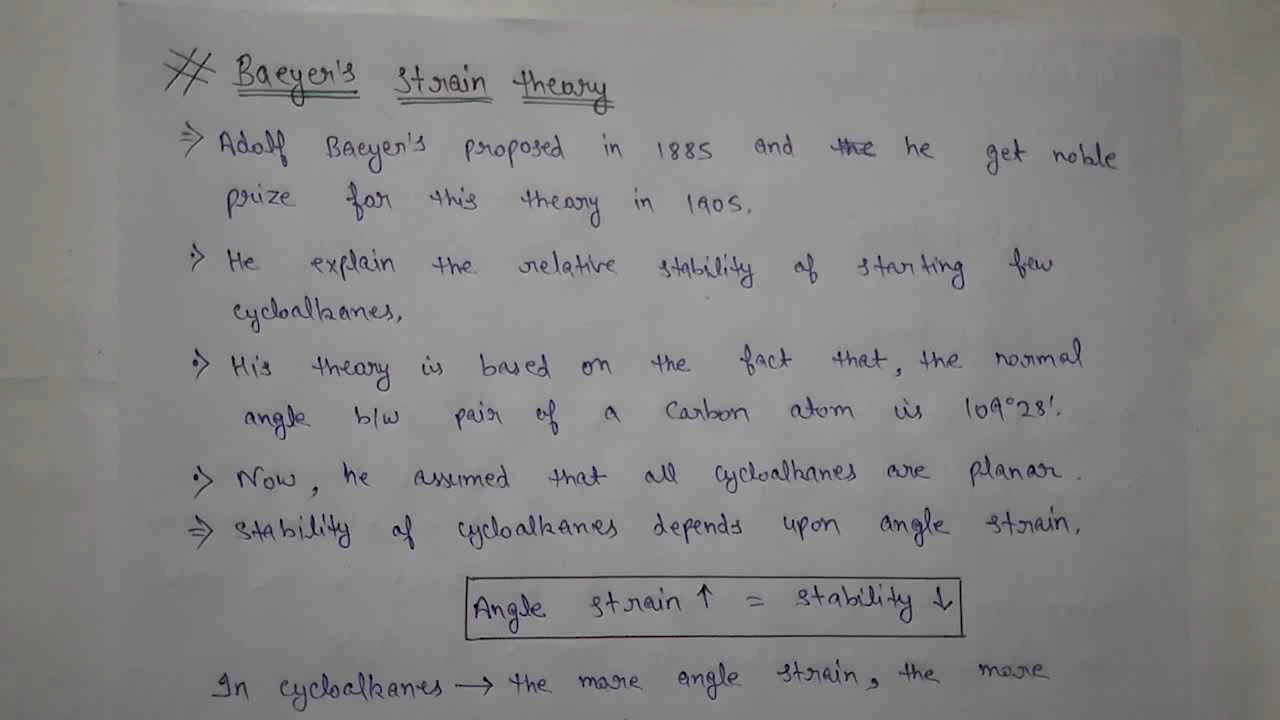 # Baeyer's strain theory
⇒ Adolf Baeyer's proposed in 1885 and the he get noble
prize for this theory in 1905.
·> He explain the relative stability of starting few
cycloalkanes.
·> His theory is based on the fact that, the normal
angle b/w pair of a carbon atom is 109°28'.
·> Now, he assumed that all cycloalkanes are planar.
⇒ Stability of cycloalkanes depends upon angle strain.
Angle strain ↑ = stability ↓
In cycloalkanes → the more angle strain, the more